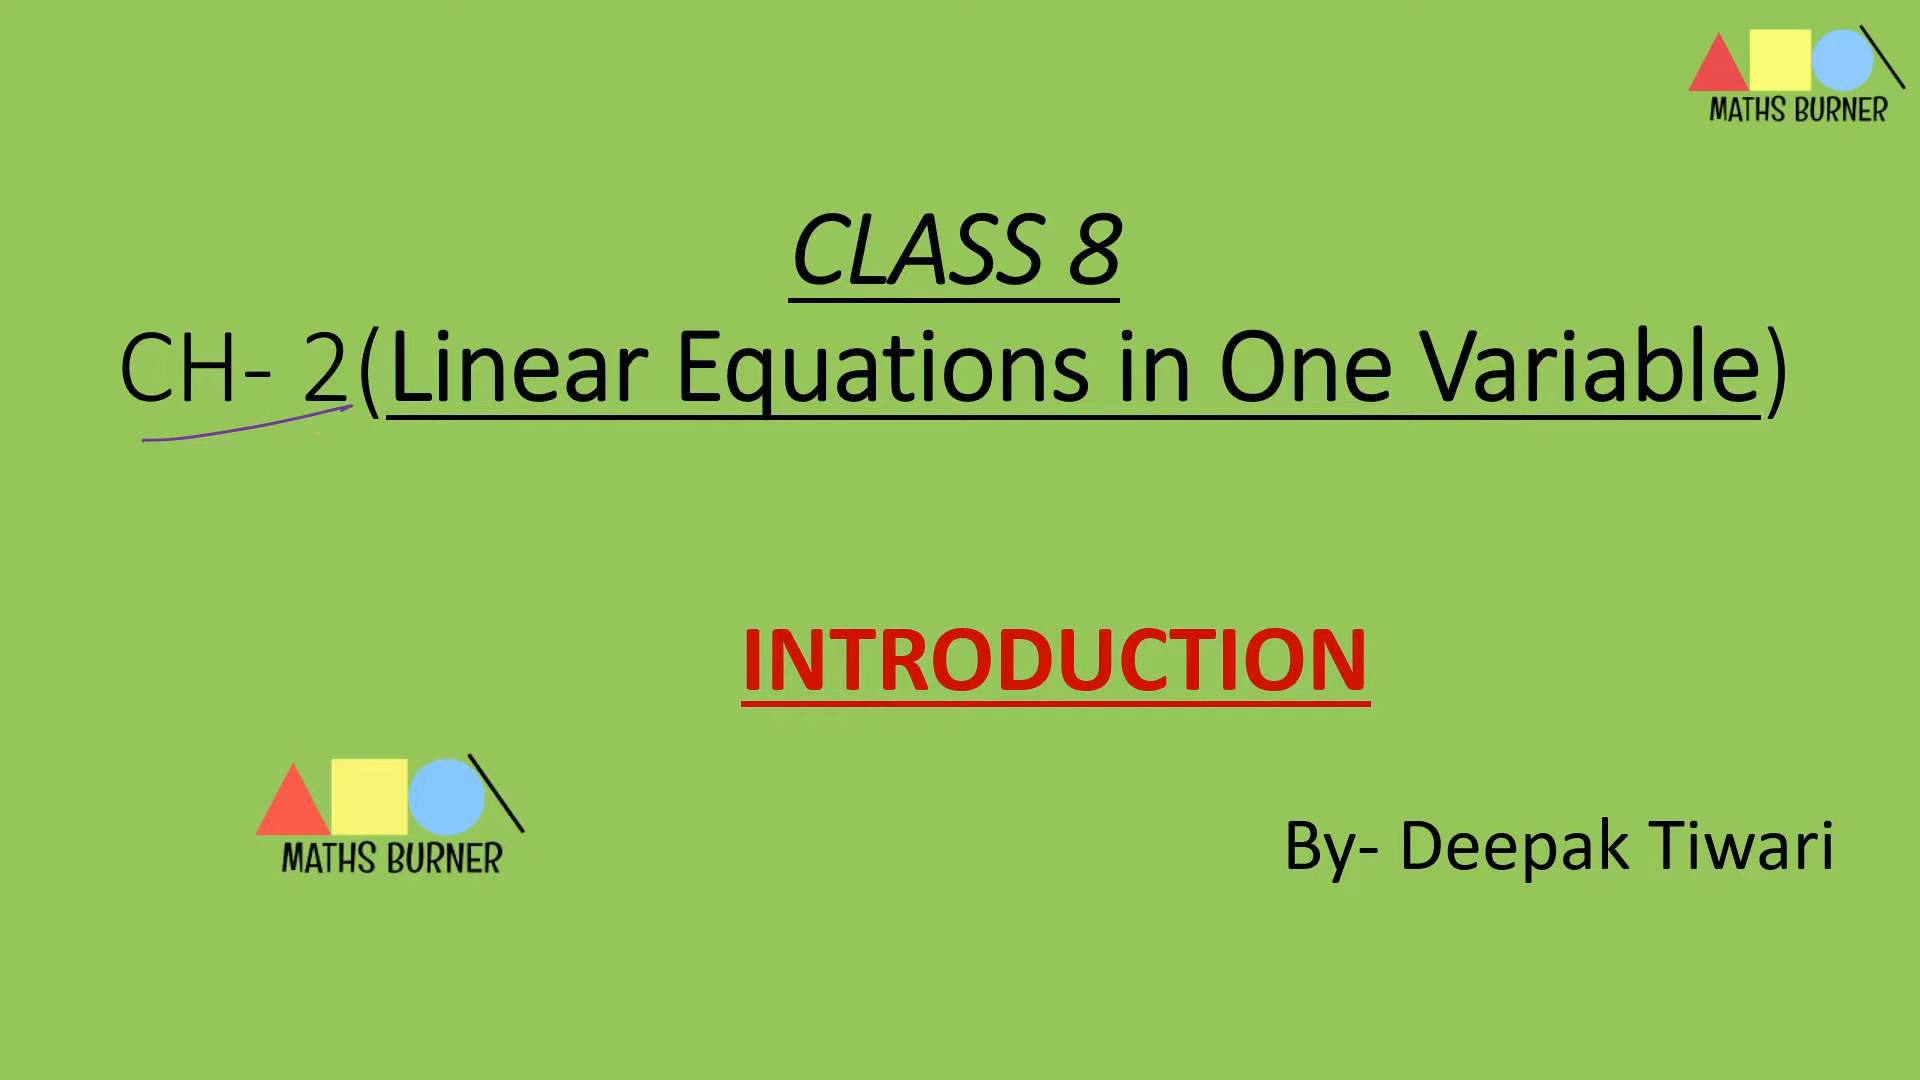 MATHS BURNER
CLASS 8
CH- 2(Linear Equations in One Variable)
INTRODUCTION
MATHS BURNER
By- Deepak Tiwari